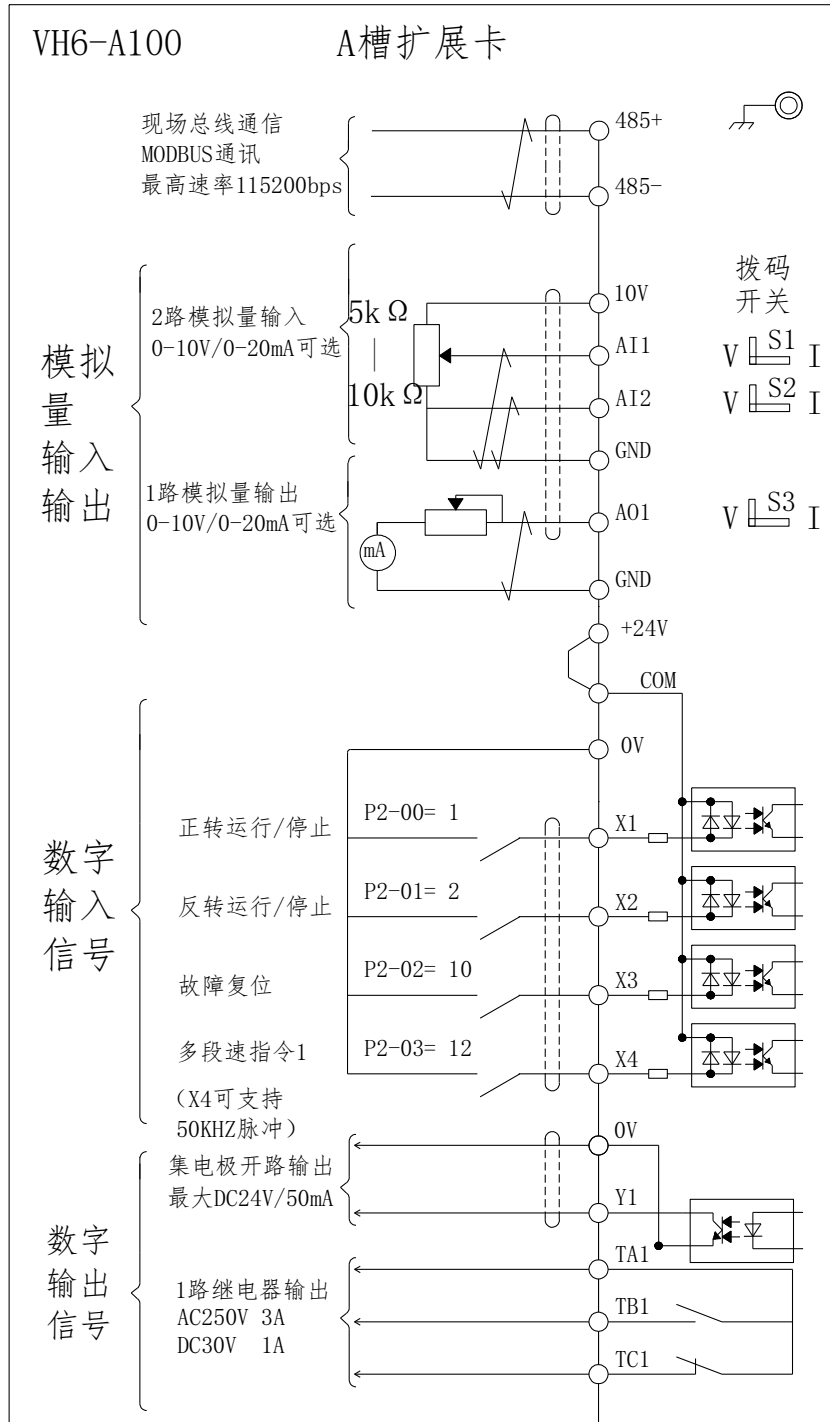 VH6-A100 A槽扩展卡
现场总线通信
MODBUS通讯
最高速率115200bps
485+
485-
模拟
量
输入
输出
2路模拟量输入
0-10V/0-20mA可选
5kΩ
|
10kΩ
10V
AI1
AI2
GND
拨码
开关
V S1 I
V S2 I
1路模拟量输出
0-10V/0-20mA可选
mA
AO1
GND
V S3 I
+24V
COM
0V
数字
输入
信号
正转运行/停止 P2-00= 1 X1
反转运行/停止 P2-01= 2 X2
故障复位 P2-02= 10 X3
多段速指令1 P2-03= 12 X4
（X4可支持
50KHZ脉冲）
数字
输出
信号
集电极开路输出
最大DC24V/50mA
0V
Y1
1路继电器输出
AC250V 3A
DC30V 1A
TA1
TB1
TC1